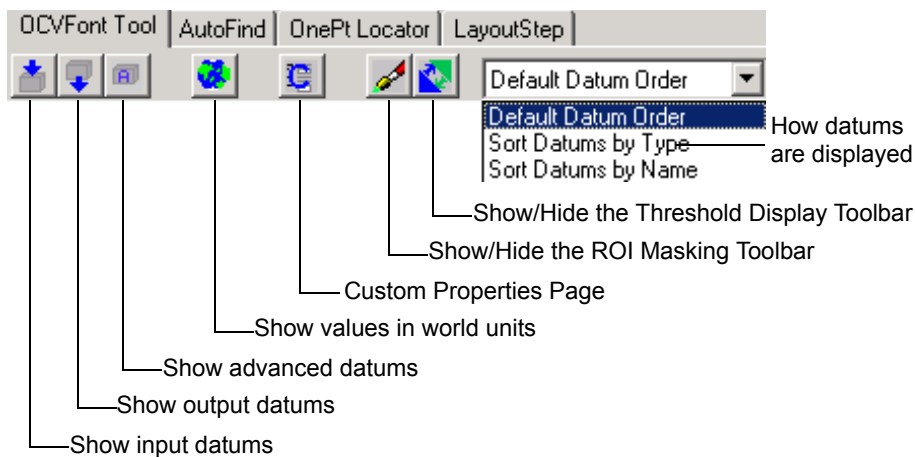 OCVFont Tool AutoFind OnePt Locator LayoutStep
A C Default Datum Order
Default Datum Order
Sort Datums by Type
Sort Datums by Name
How datums
are displayed
Show/Hide the Threshold Display Toolbar
Show/Hide the ROI Masking Toolbar
Custom Properties Page
Show values in world units
Show advanced datums
Show output datums
Show input datums